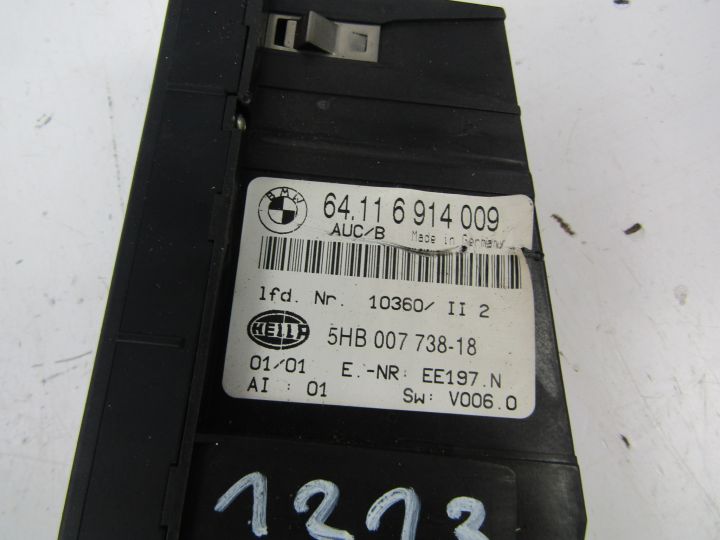 BMW
64.11 6 914 009
AUC/B Made in Germany
lfd. Nr. 10360/ II 2
HELLA 5HB 007 738-18
01/01 E.-NR: EE197.N
AI : 01 Sw: V006.0
1213